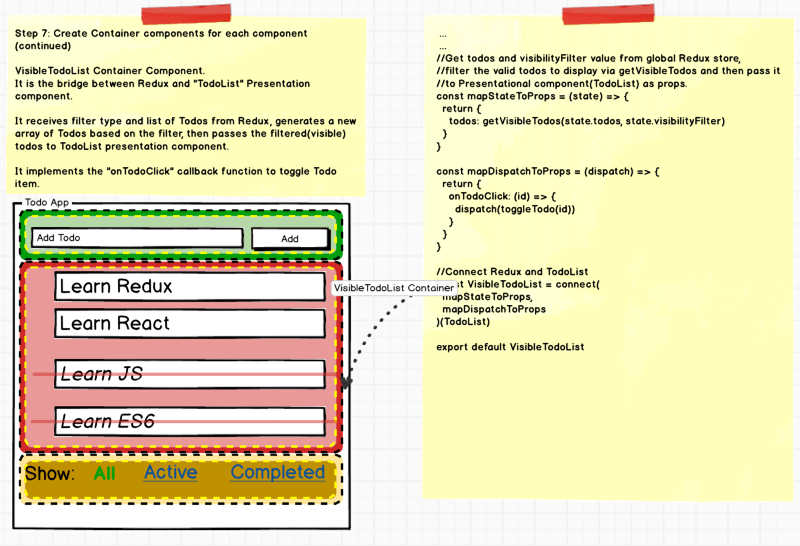 Step 7: Create Container components for each component
(continued)
VisibleTodoList Container Component.
It is the bridge between Redux and "TodoList" Presentation
component.
It receives filter type and list of Todos from Redux, generates a new
array of Todos based on the filter, then passes the filtered(visible)
todos to TodoList presentation component.
It implements the "onTodoClick" callback function to toggle Todo
item.
Todo App
Add Todo
Add
Learn Redux
Learn React
Learn JS
Learn ES6
Show: All Active Completed
VisibleTodoList Container
...
...
//Get todos and visibilityFilter value from global Redux store,
//filter the valid todos to display via getVisibleTodos and then pass it
//to Presentational component(TodoList) as props.
const mapStateToProps = (state) => {
return {
todos: getVisibleTodos(state.todos, state.visibilityFilter)
}
}
const mapDispatchToProps = (dispatch) => {
return {
onTodoClick: (id) => {
dispatch(toggleTodo(id))
}
}
}
//Connect Redux and TodoList
st VisibleTodoList = connect(
mapStateToProps,
mapDispatchToProps
)(TodoList)
export default VisibleTodoList